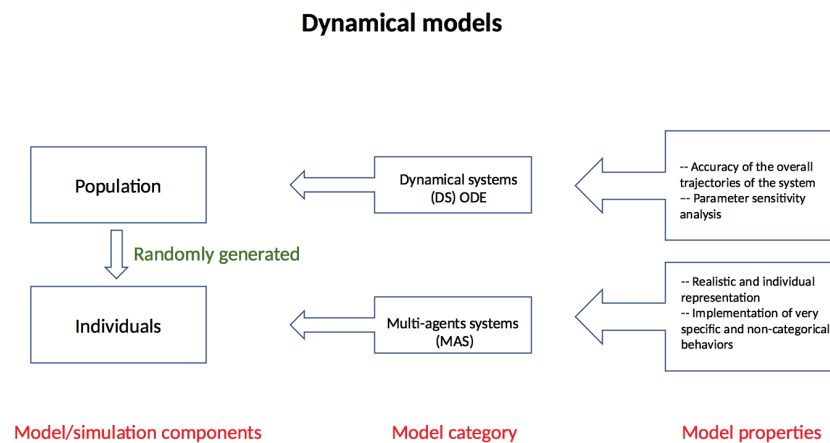 Dynamical models
Population
Dynamical systems
(DS) ODE
-- Accuracy of the overall
trajectories of the system
-- Parameter sensitivity
analysis
Randomly generated
Individuals
Multi-agents systems
(MAS)
-- Realistic and individual
representation
-- Implementation of very
specific and non-categorical
behaviors
Model/simulation components
Model category
Model properties